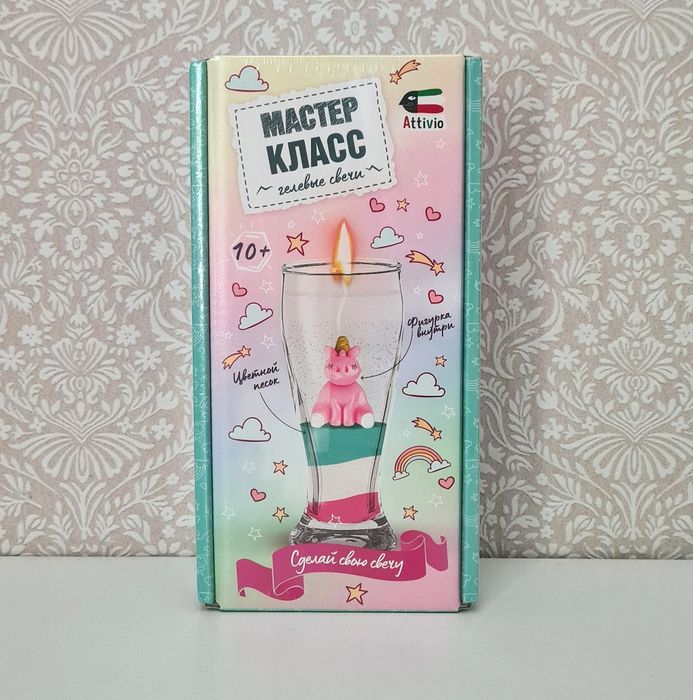 МАСТЕР
КЛАСС
гелевые свечи
Attivio
10+
Фигурка
внутри
Цветной
песок
Сделай свою свечу